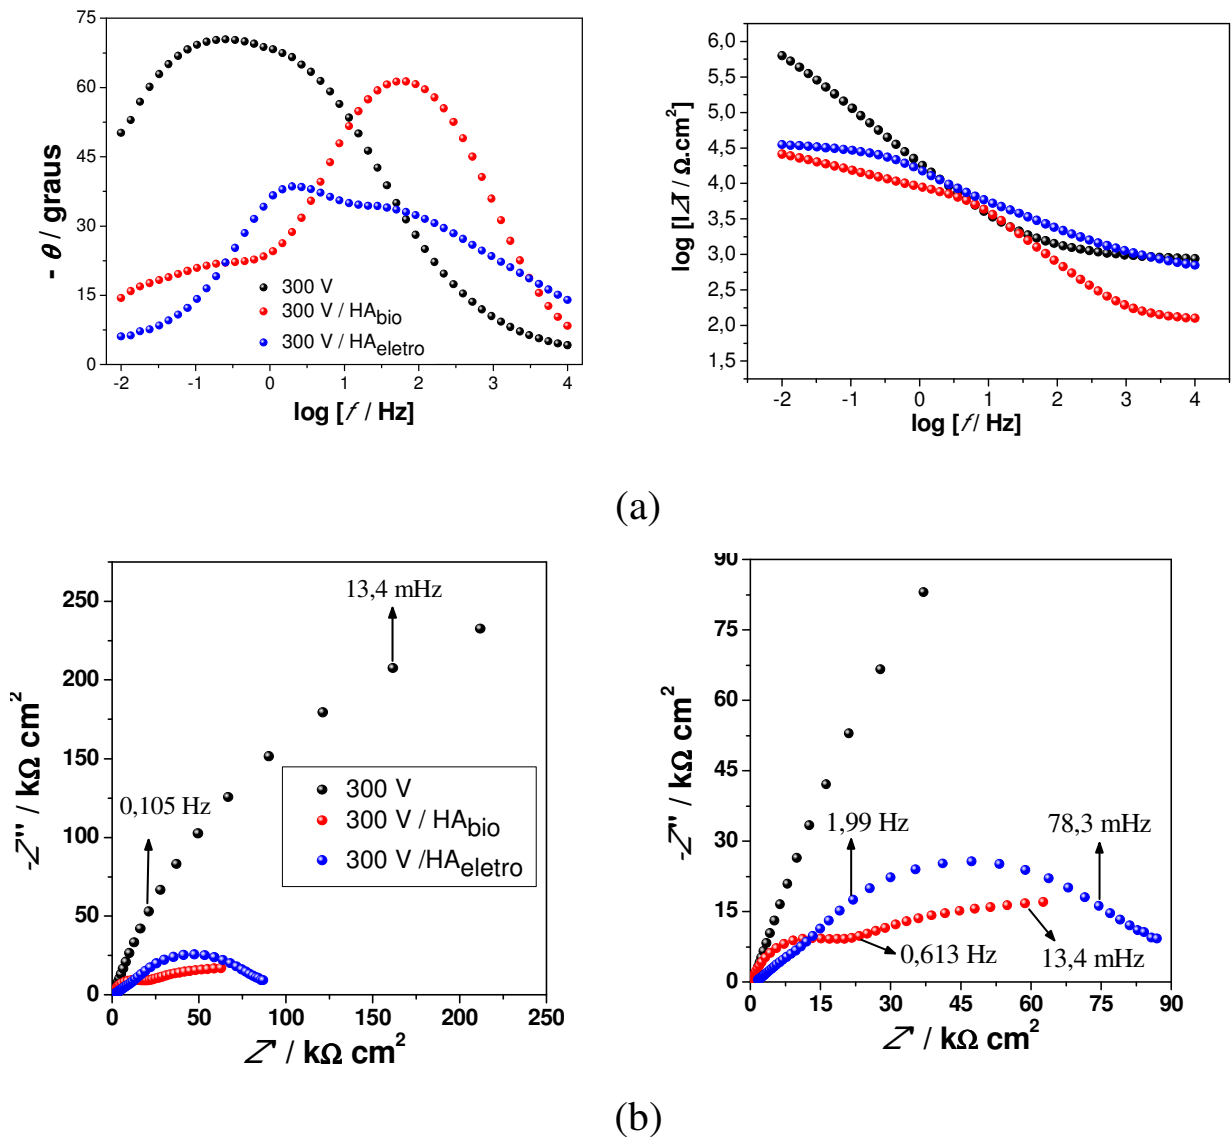 75
60
45
30
15
0
- θ / graus
300 V
300 V / HAbio
300 V / HAeletro
-2 -1 0 1 2 3 4
log [f / Hz]
6,0
5,5
5,0
4,5
4,0
3,5
3,0
2,5
2,0
1,5
log [|Z| / Ω.cm²]
-2 -1 0 1 2 3 4
log [f / Hz]
(a)
250
200
150
100
50
0
-Z'' / kΩ cm²
13,4 mHz
0,105 Hz
300 V
300 V / HAbio
300 V /HAeletro
0 50 100 150 200 250
Z' / kΩ cm²
90
75
60
45
30
15
0
-Z'' / kΩ cm²
1,99 Hz
78,3 mHz
0,613 Hz
13,4 mHz
0 15 30 45 60 75 90
Z' / kΩ cm²
(b)